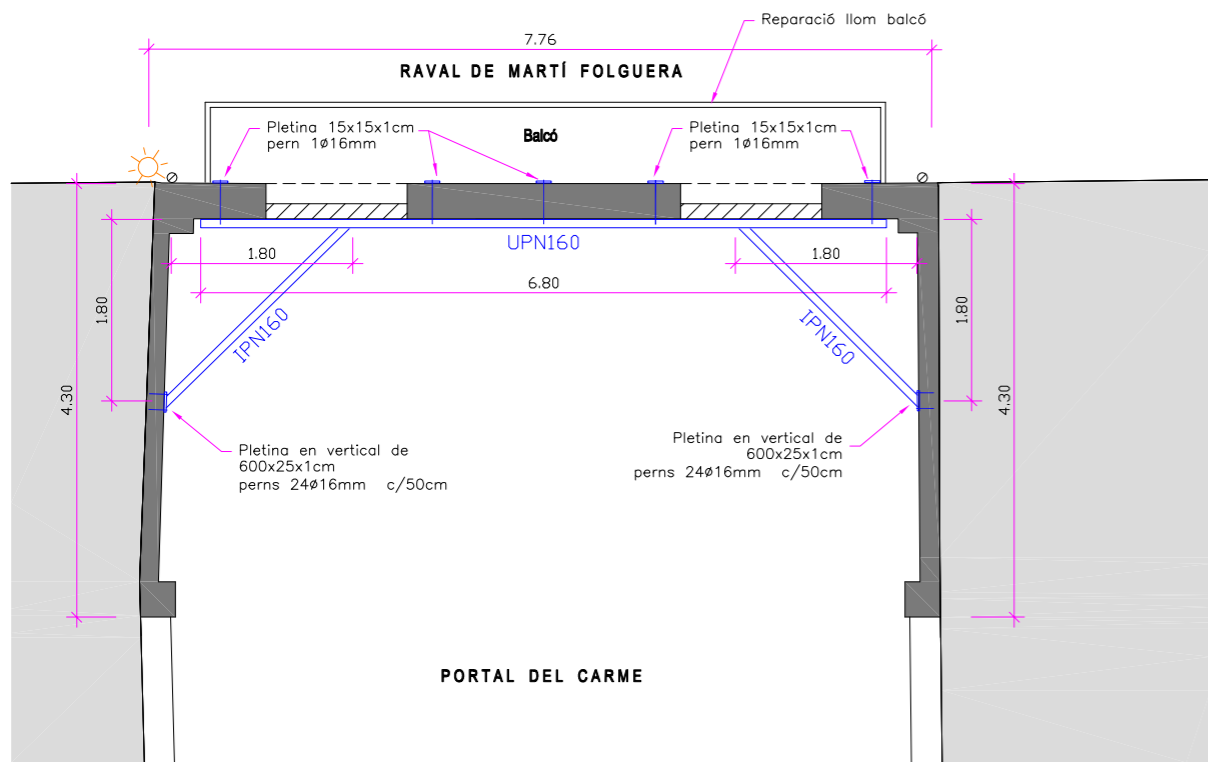 Reparació llom balcó
7.76
RAVAL DE MARTÍ FOLGUERA
Pletina 15x15x1cm
pern 1ø16mm
Balcó
Pletina 15x15x1cm
pern 1ø16mm
UPN160
1.80
1.80
6.80
1.80
1.80
IPN160
IPN160
4.30
4.30
Pletina en vertical de
600x25x1cm
perns 24ø16mm c/50cm
Pletina en vertical de
600x25x1cm
perns 24ø16mm c/50cm
PORTAL DEL CARME